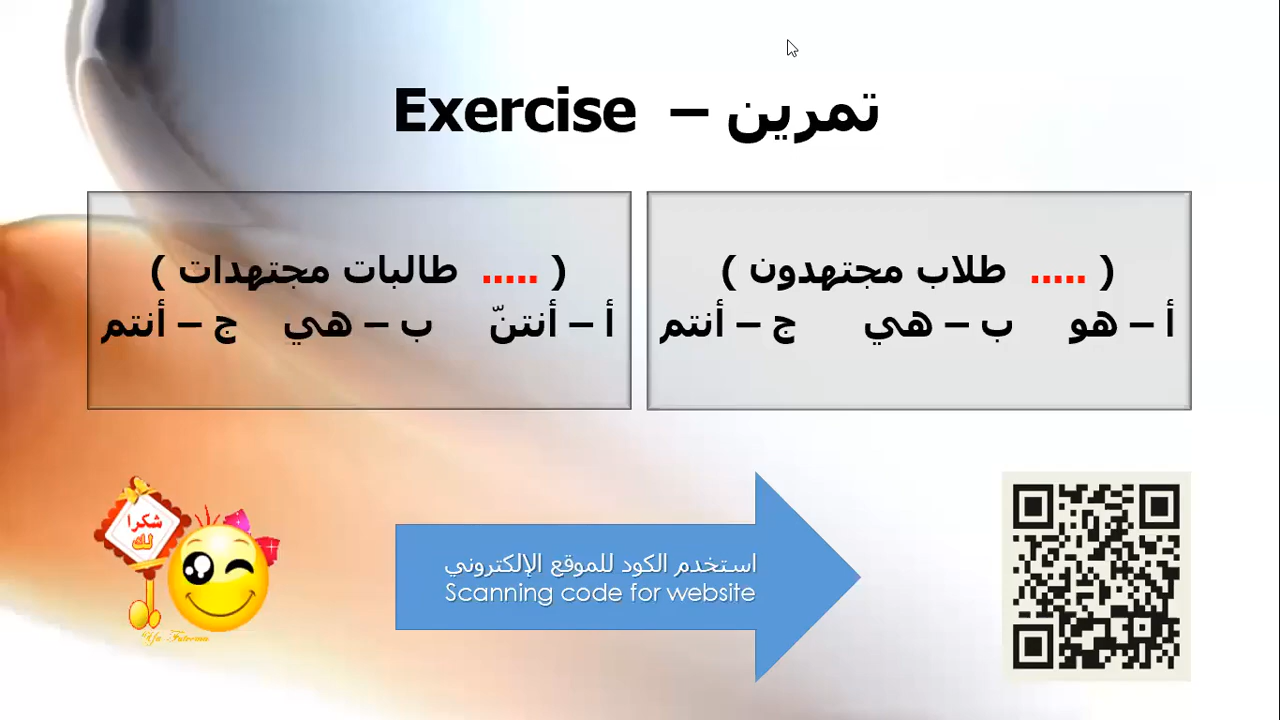 تمرين – Exercise
( ..... طلاب مجتهدون )
أ – هو ب – هي ج – أنتم
( ..... طالبات مجتهدات )
أ – أنتنّ ب – هي ج – أنتم
شكرا
لك
استخدم الكود للموقع الإلكتروني
Scanning code for website